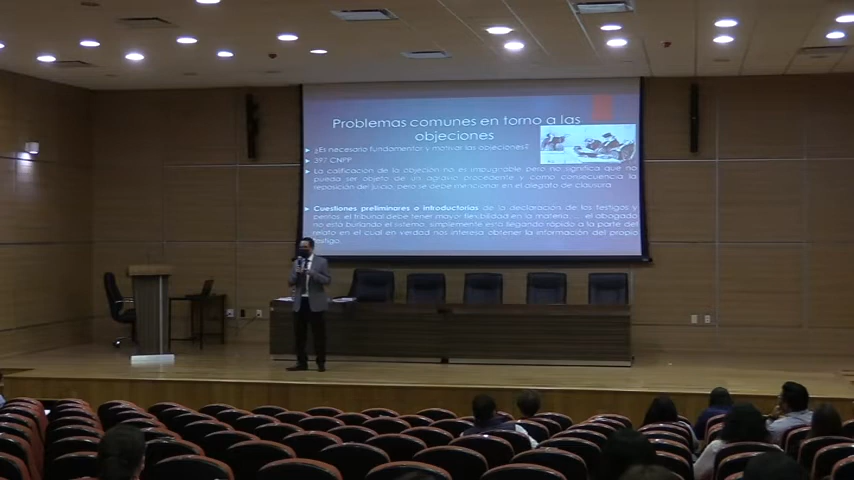 Problemas comunes en torno a las
objeciones
¿Es necesario fundamentar y motivar las objeciones?
397 CNPP
La calificación de la objeción no es impugnable, pero no significa que no
pueda ser objeto de un agravio procedente y como consecuencia la
reposición del juicio, pero se debe mencionar en el alegato de clausura.
Cuestiones preliminares o introductorias de la declaración de los testigos y
peritos, el tribunal debe tener mayor flexibilidad en la materia. ... el abogado
no está burlando el sistema, simplemente está llegando rápido a la parte del
relato en el cual en verdad nos interesa obtener la información del propio
testigo.